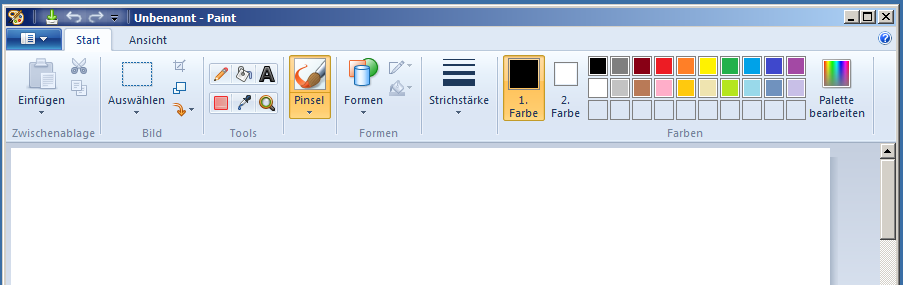 Unbenannt - Paint
Start Ansicht
Einfügen
Zwischenablage
Auswählen
Bild
A
Tools
Pinsel
Formen
Formen
Strichstärke
1.
Farbe
2.
Farbe
Palette
bearbeiten
Farben